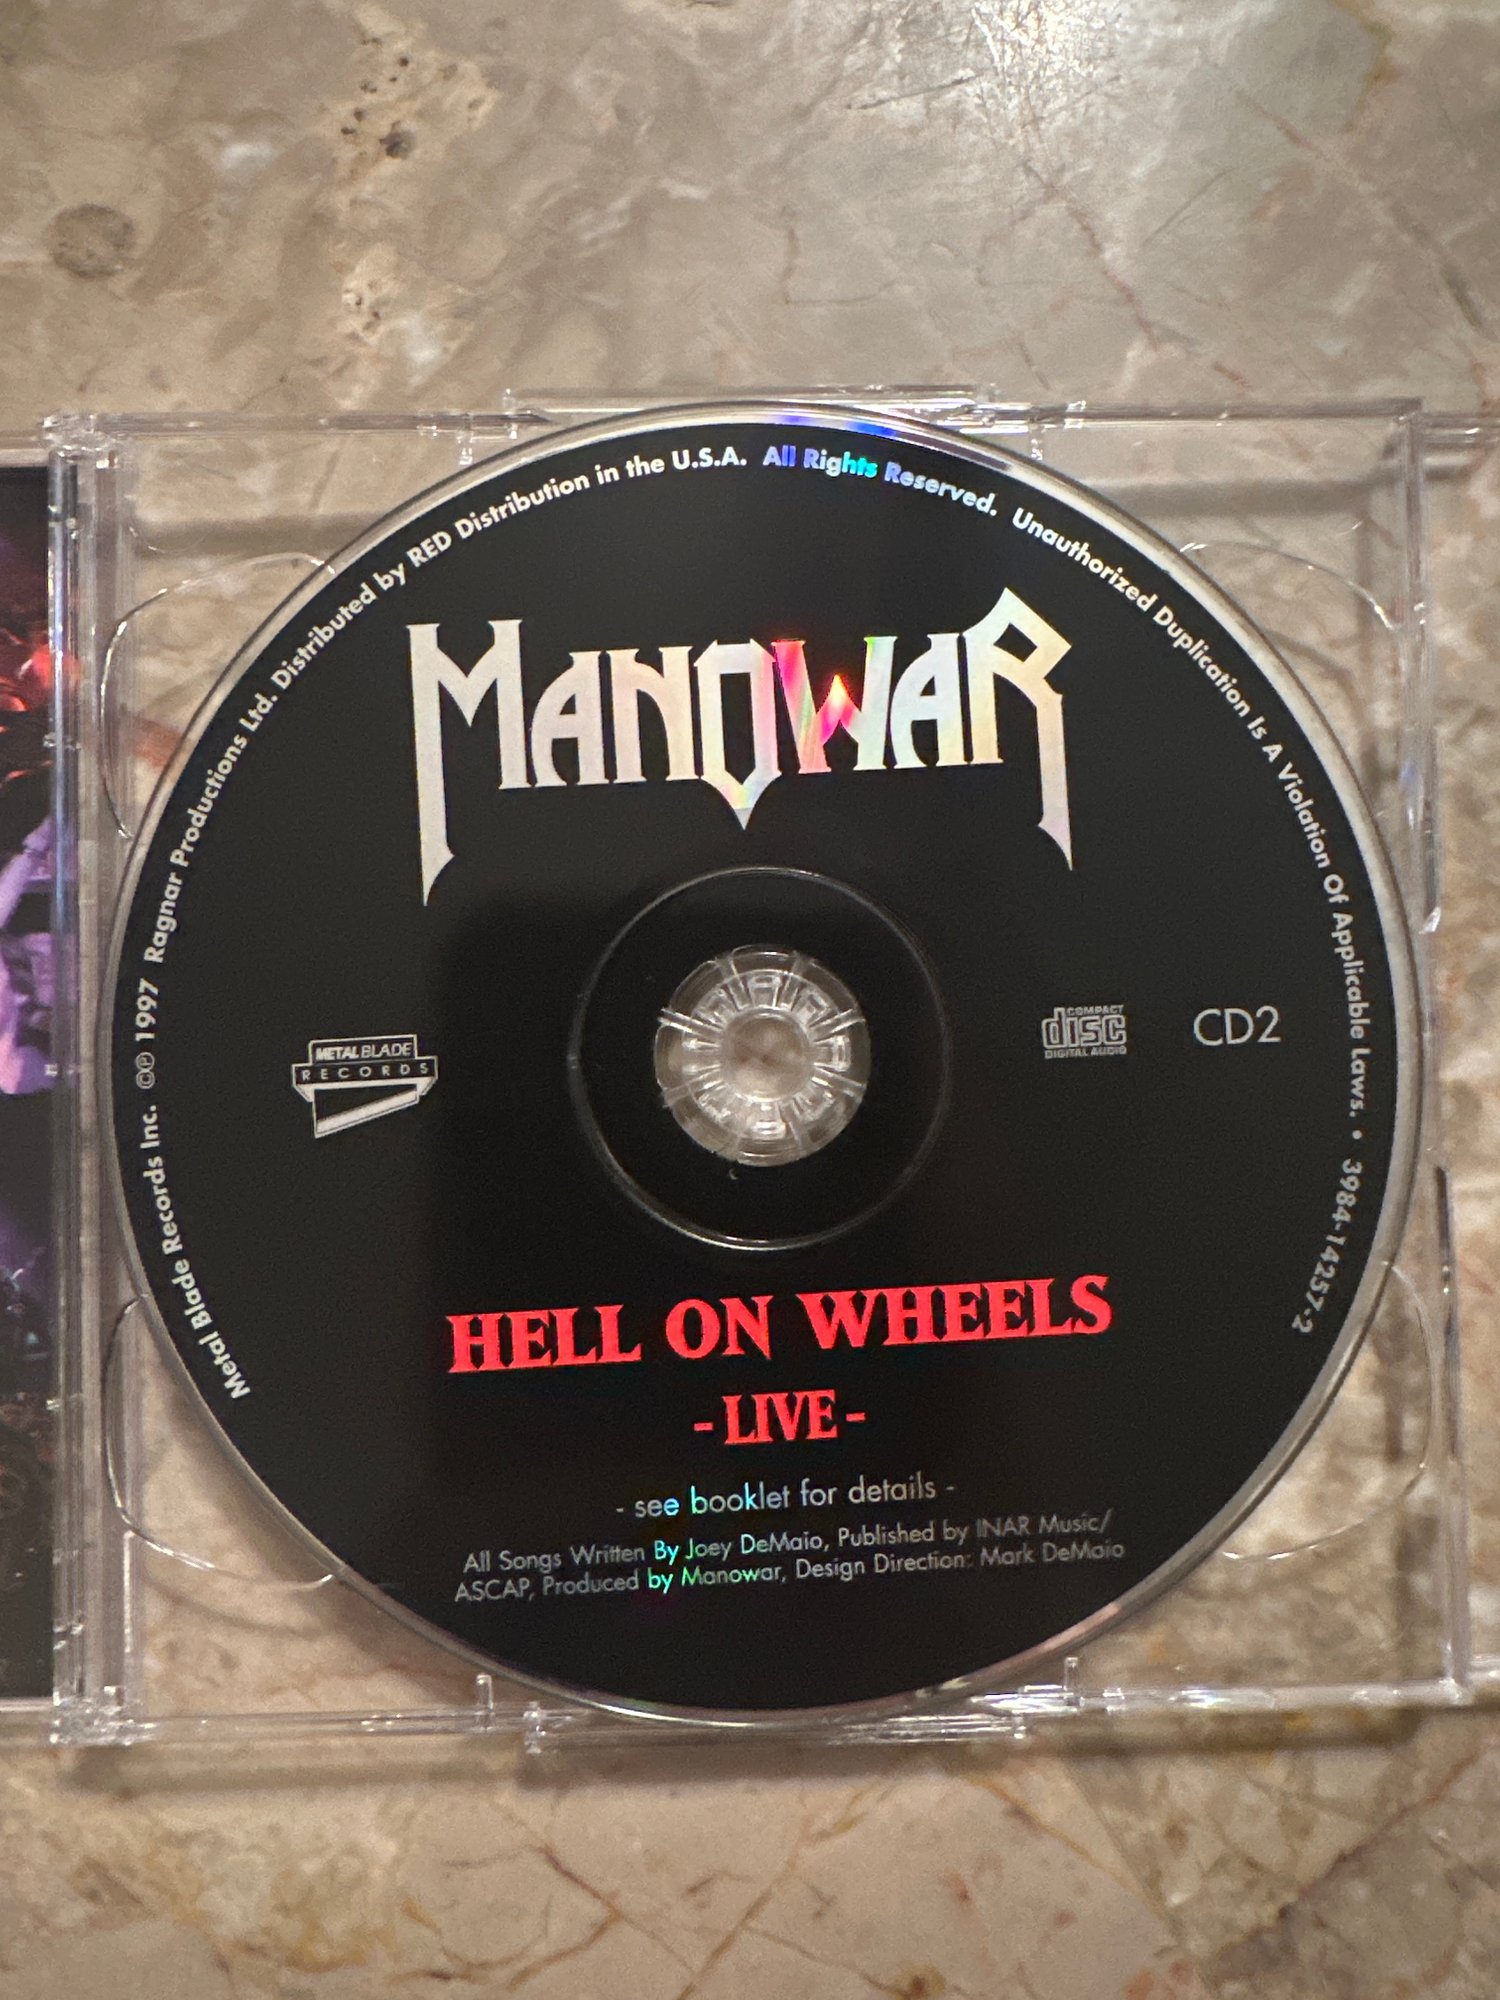 Metal Blade Records Inc. ©℗ 1997 Ragnar Productions Ltd. Distributed by RED Distribution in the U.S.A. All Rights Reserved. Unauthorized Duplication Is A Violation Of Applicable Laws. • 3984-14257-2
MANOWAR
METAL BLADE
RECORDS
COMPACT
disc
DIGITAL AUDIO
CD2
HELL ON WHEELS
- LIVE -
- see booklet for details -
All Songs Written By Joey DeMaio, Published by INAR Music/
ASCAP, Produced by Manowar, Design Direction: Mark DeMaio